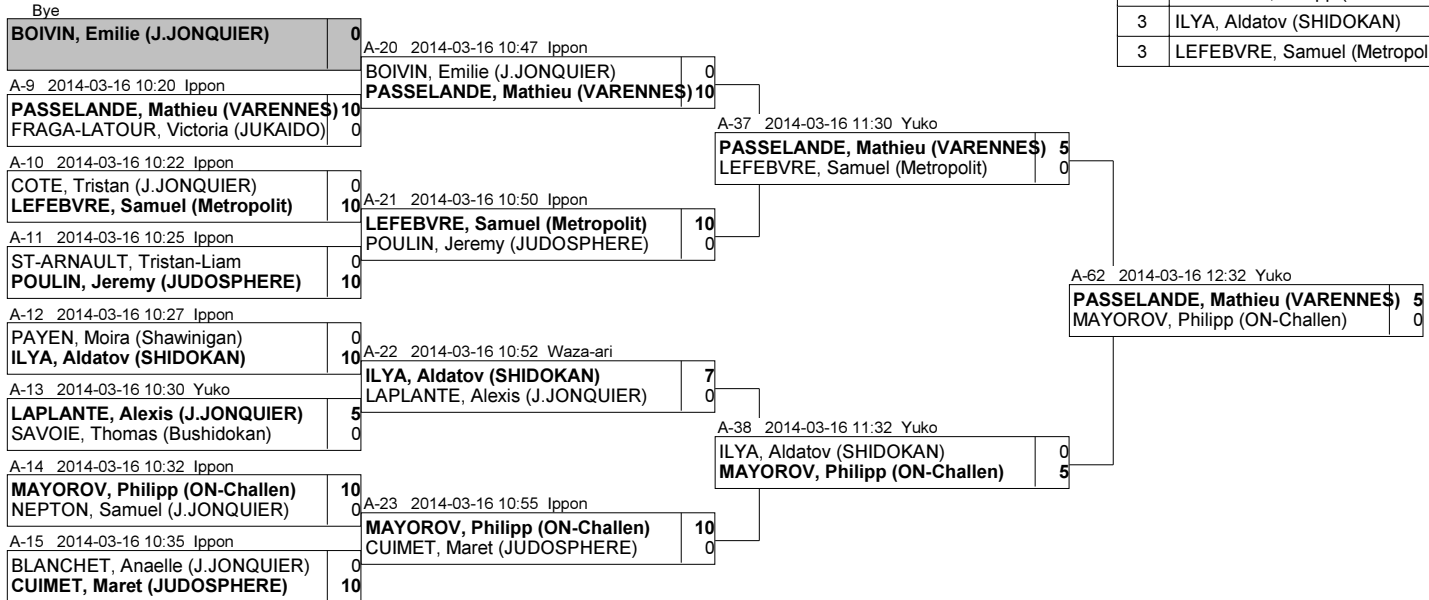 Bye
BOIVIN, Emilie (J.JONQUIER) 0
A-9 2014-03-16 10:20 Ippon
PASSELANDE, Mathieu (VARENNES) 10
FRAGA-LATOUR, Victoria (JUKAIDO) 0
A-10 2014-03-16 10:22 Ippon
COTE, Tristan (J.JONQUIER) 0
LEFEBVRE, Samuel (Metropolit) 10
A-11 2014-03-16 10:25 Ippon
ST-ARNAULT, Tristan-Liam 0
POULIN, Jeremy (JUDOSPHERE) 10
A-12 2014-03-16 10:27 Ippon
PAYEN, Moira (Shawinigan) 0
ILYA, Aldatov (SHIDOKAN) 10
A-13 2014-03-16 10:30 Yuko
LAPLANTE, Alexis (J.JONQUIER) 5
SAVOIE, Thomas (Bushidokan) 0
A-14 2014-03-16 10:32 Ippon
MAYOROV, Philipp (ON-Challen) 10
NEPTON, Samuel (J.JONQUIER) 0
A-15 2014-03-16 10:35 Ippon
BLANCHET, Anaelle (J.JONQUIER) 0
CUIMET, Maret (JUDOSPHERE) 10
A-20 2014-03-16 10:47 Ippon
BOIVIN, Emilie (J.JONQUIER) 0
PASSELANDE, Mathieu (VARENNES) 10
A-21 2014-03-16 10:50 Ippon
LEFEBVRE, Samuel (Metropolit) 10
POULIN, Jeremy (JUDOSPHERE) 0
A-22 2014-03-16 10:52 Waza-ari
ILYA, Aldatov (SHIDOKAN) 7
LAPLANTE, Alexis (J.JONQUIER) 0
A-23 2014-03-16 10:55 Ippon
MAYOROV, Philipp (ON-Challen) 10
CUIMET, Maret (JUDOSPHERE) 0
A-37 2014-03-16 11:30 Yuko
PASSELANDE, Mathieu (VARENNES) 5
LEFEBVRE, Samuel (Metropolit) 0
A-38 2014-03-16 11:32 Yuko
ILYA, Aldatov (SHIDOKAN) 0
MAYOROV, Philipp (ON-Challen) 5
A-62 2014-03-16 12:32 Yuko
PASSELANDE, Mathieu (VARENNES) 5
MAYOROV, Philipp (ON-Challen) 0
3 ILYA, Aldatov (SHIDOKAN)
3 LEFEBVRE, Samuel (Metropol